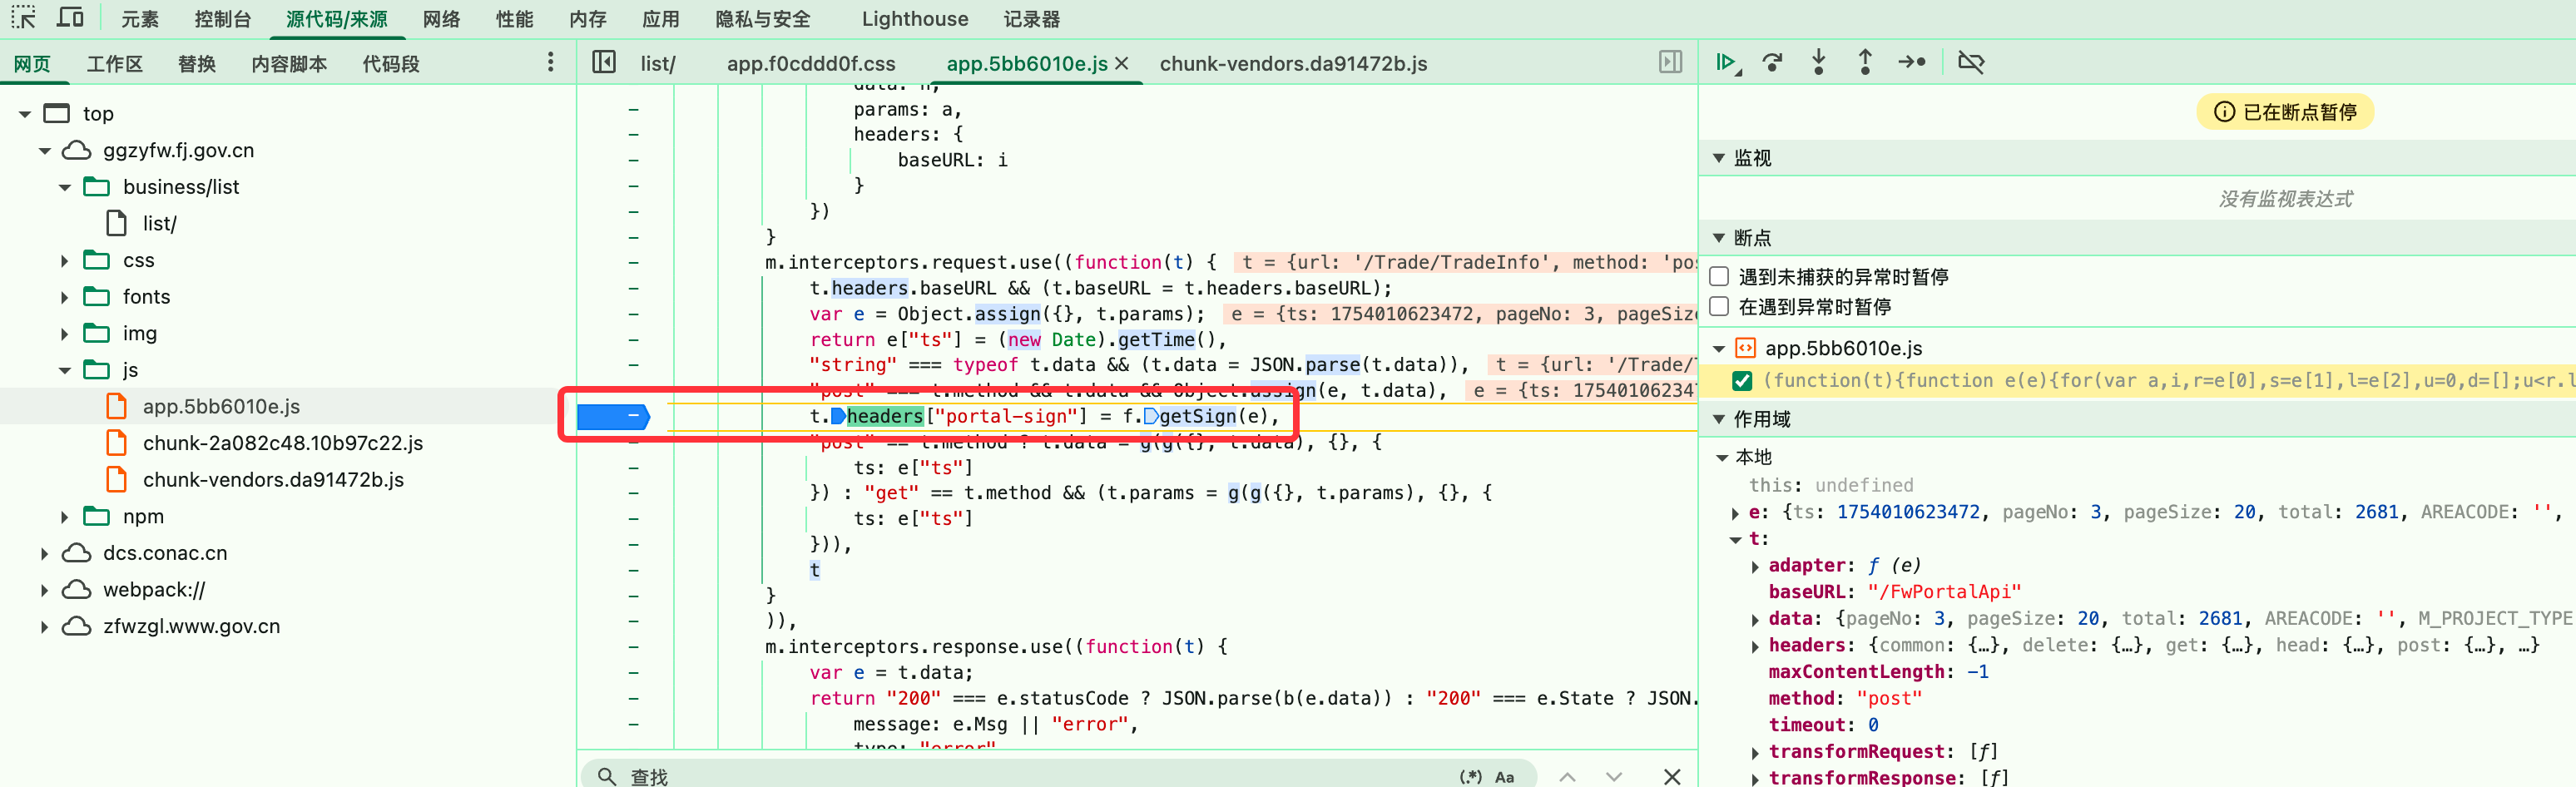 元素 控制台 源代码/来源 网络 性能 内存 应用 隐私与安全 Lighthouse 记录器
网页 工作区 替换 内容脚本 代码段
top
ggzyfw.fj.gov.cn
business/list
list/
css
fonts
img
js
app.5bb6010e.js
chunk-2a082c48.10b97c22.js
chunk-vendors.da91472b.js
npm
dcs.conac.cn
webpack://
zfwzgl.www.gov.cn
list/ app.f0cddd0f.css app.5bb6010e.js chunk-vendors.da91472b.js
params: a,
headers: {
baseURL: i
}
})
}
m.interceptors.request.use((function(t) { t = {url: '/Trade/TradeInfo', method: 'pos
t.headers.baseURL && (t.baseURL = t.headers.baseURL);
var e = Object.assign({}, t.params); e = {ts: 1754010623472, pageNo: 3, pageSiz
return e["ts"] = (new Date).getTime(),
"string" === typeof t.data && (t.data = JSON.parse(t.data)), t = {url: '/Trade/T
"post" === t.method && t.data && Object.assign(e, t.data), e = {ts: 175401062347
t.headers["portal-sign"] = f.getSign(e),
"post" == t.method ? t.data = g(g({}, t.data), {}, {
ts: e["ts"]
}) : "get" == t.method && (t.params = g(g({}, t.params), {}, {
ts: e["ts"]
})),
t
}
)),
m.interceptors.response.use((function(t) {
var e = t.data;
return "200" === e.statusCode ? JSON.parse(b(e.data)) : "200" === e.State ? JSON.
message: e.Msg || "error",
type: "error"
查找 (.*) Aa
已在断点暂停
监视
没有监视表达式
断点
遇到未捕获的异常时暂停
在遇到异常时暂停
app.5bb6010e.js
(function(t){function e(e){for(var a,i,r=e[0],s=e[1],l=e[2],u=0,d=[];u<r.l
作用域
本地
this: undefined
e: {ts: 1754010623472, pageNo: 3, pageSize: 20, total: 2681, AREACODE: '',
t:
adapter: ƒ (e)
baseURL: "/FwPortalApi"
data: {pageNo: 3, pageSize: 20, total: 2681, AREACODE: '', M_PROJECT_TYPE
headers: {common: {…}, delete: {…}, get: {…}, head: {…}, post: {…}, …}
maxContentLength: -1
method: "post"
timeout: 0
transformRequest: [ƒ]
transformResponse: [ƒ]